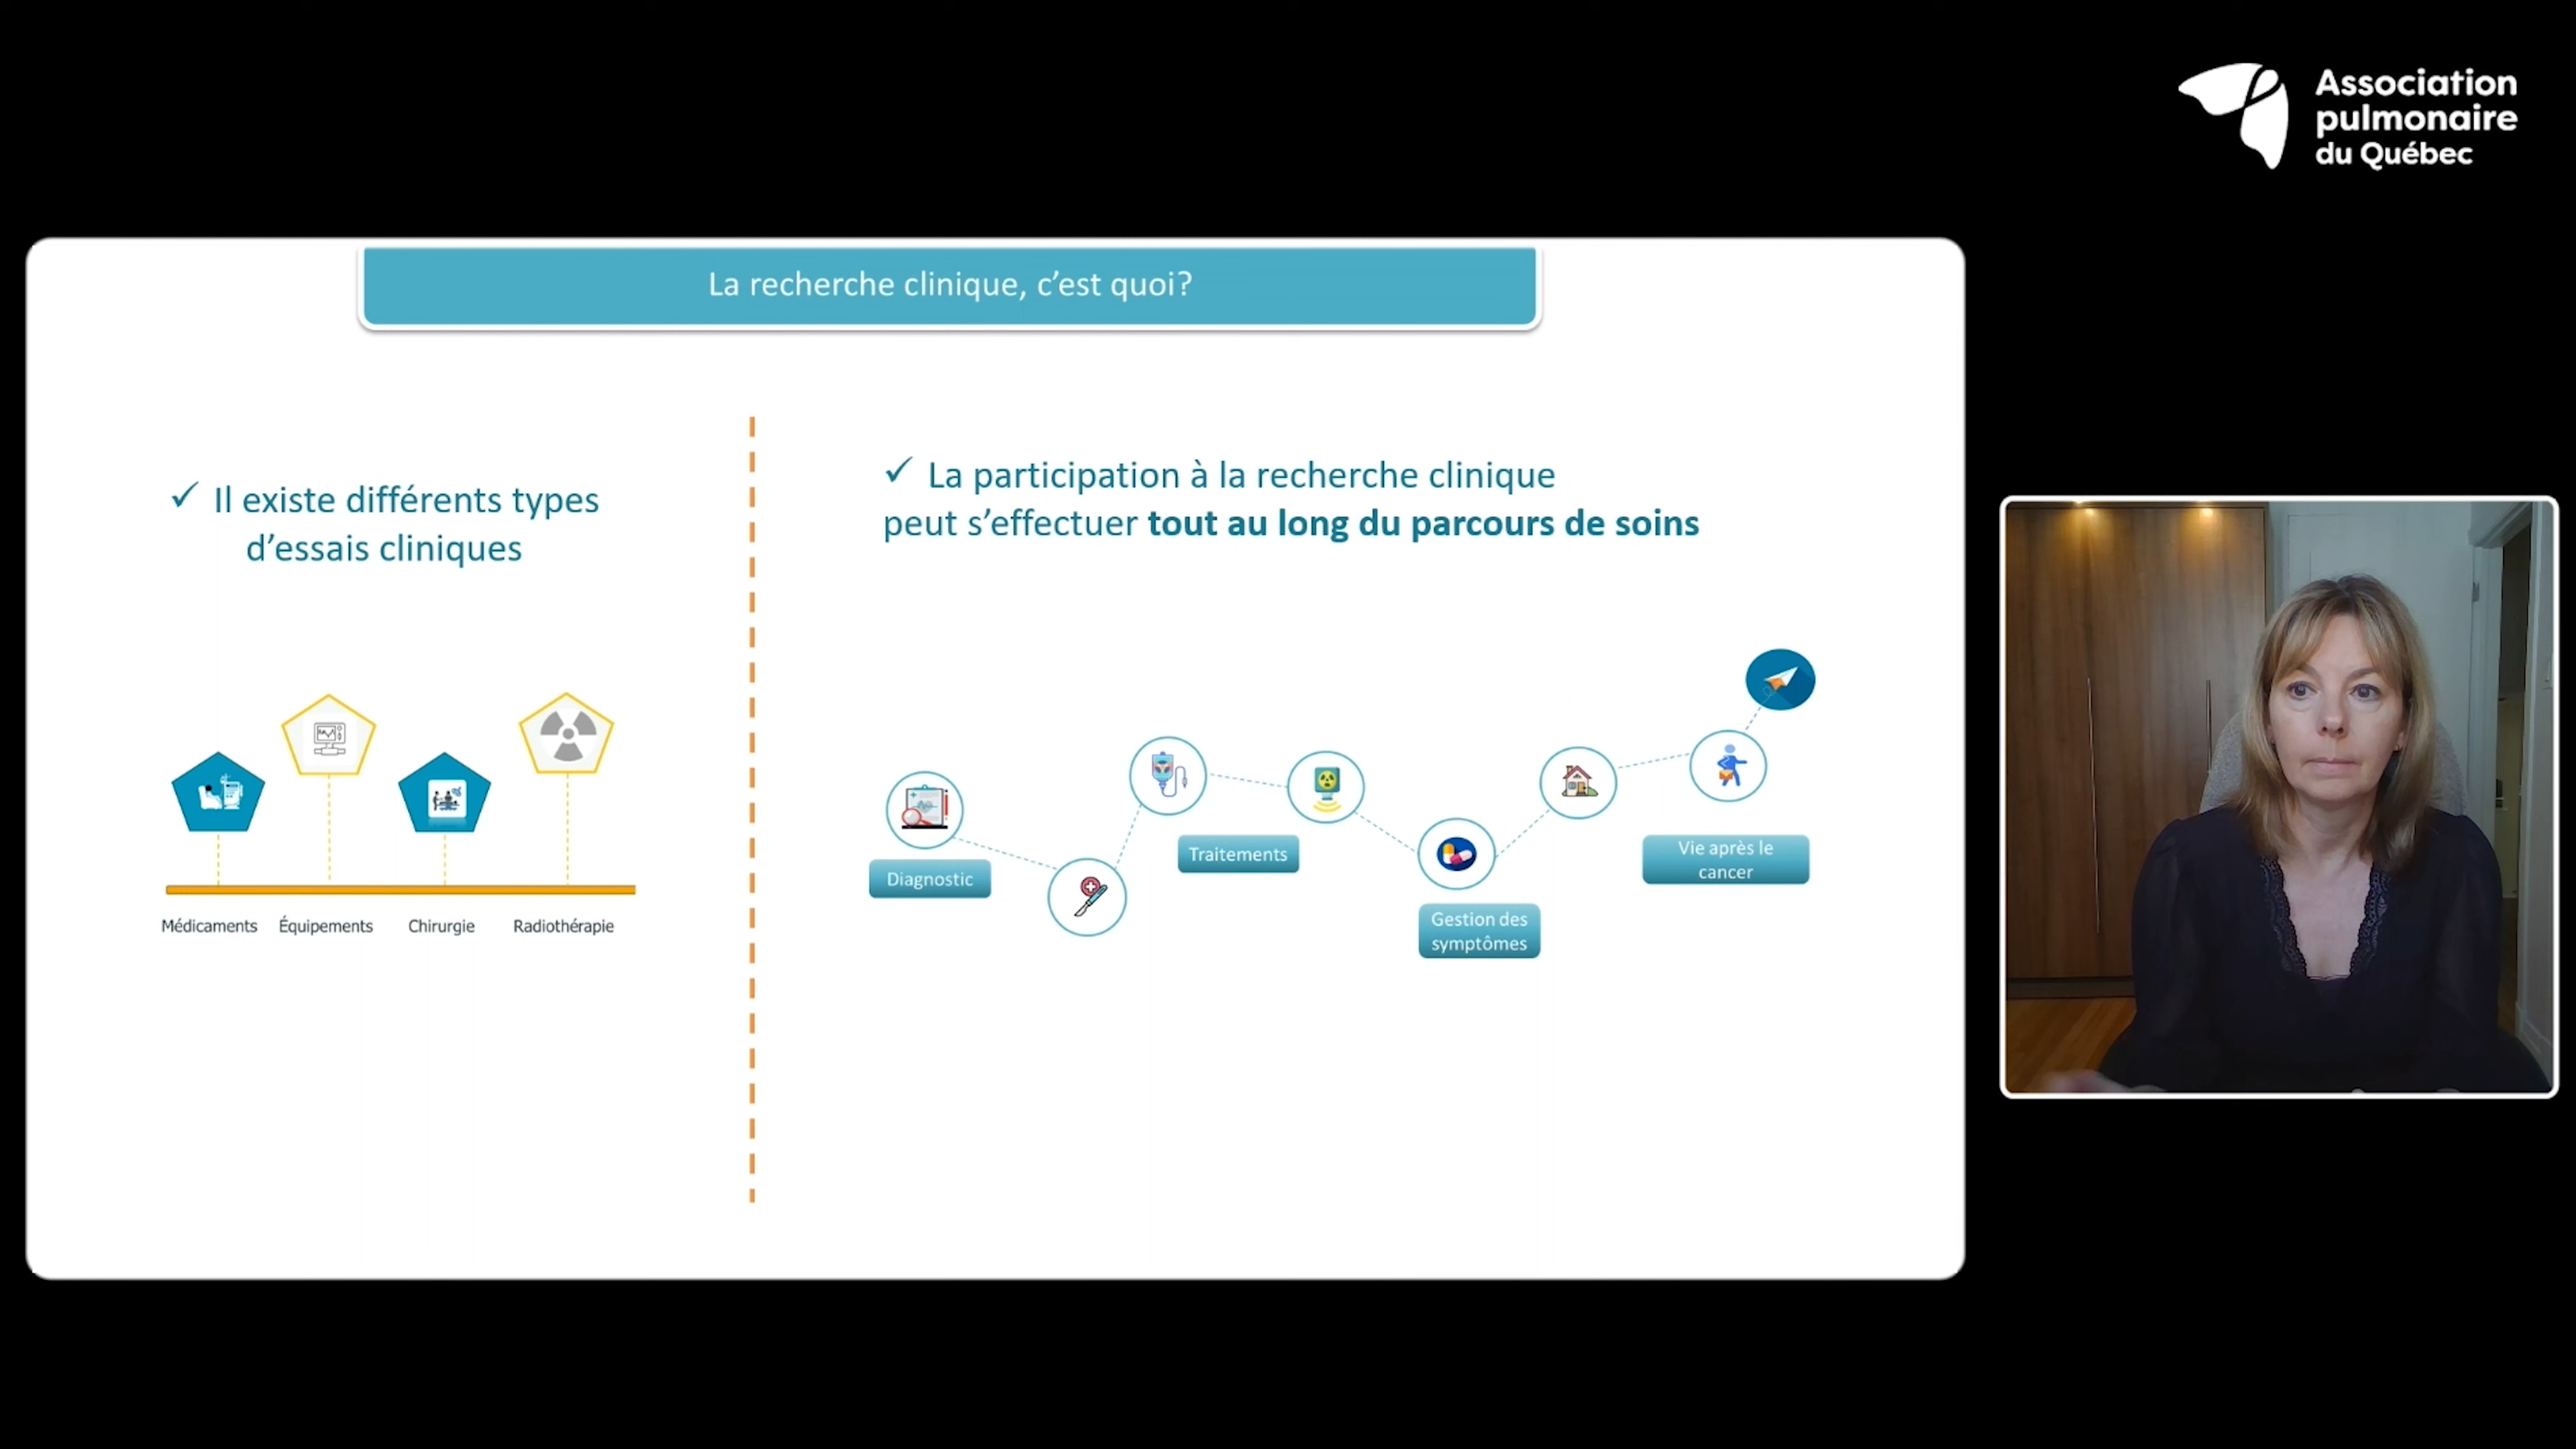 Association
pulmonaire
du Québec
La recherche clinique, c’est quoi?
✓ Il existe différents types
d’essais cliniques
Médicaments
Équipements
Chirurgie
Radiothérapie
✓ La participation à la recherche clinique
peut s’effectuer tout au long du parcours de soins
Diagnostic
Traitements
Gestion des
symptômes
Vie après le
cancer